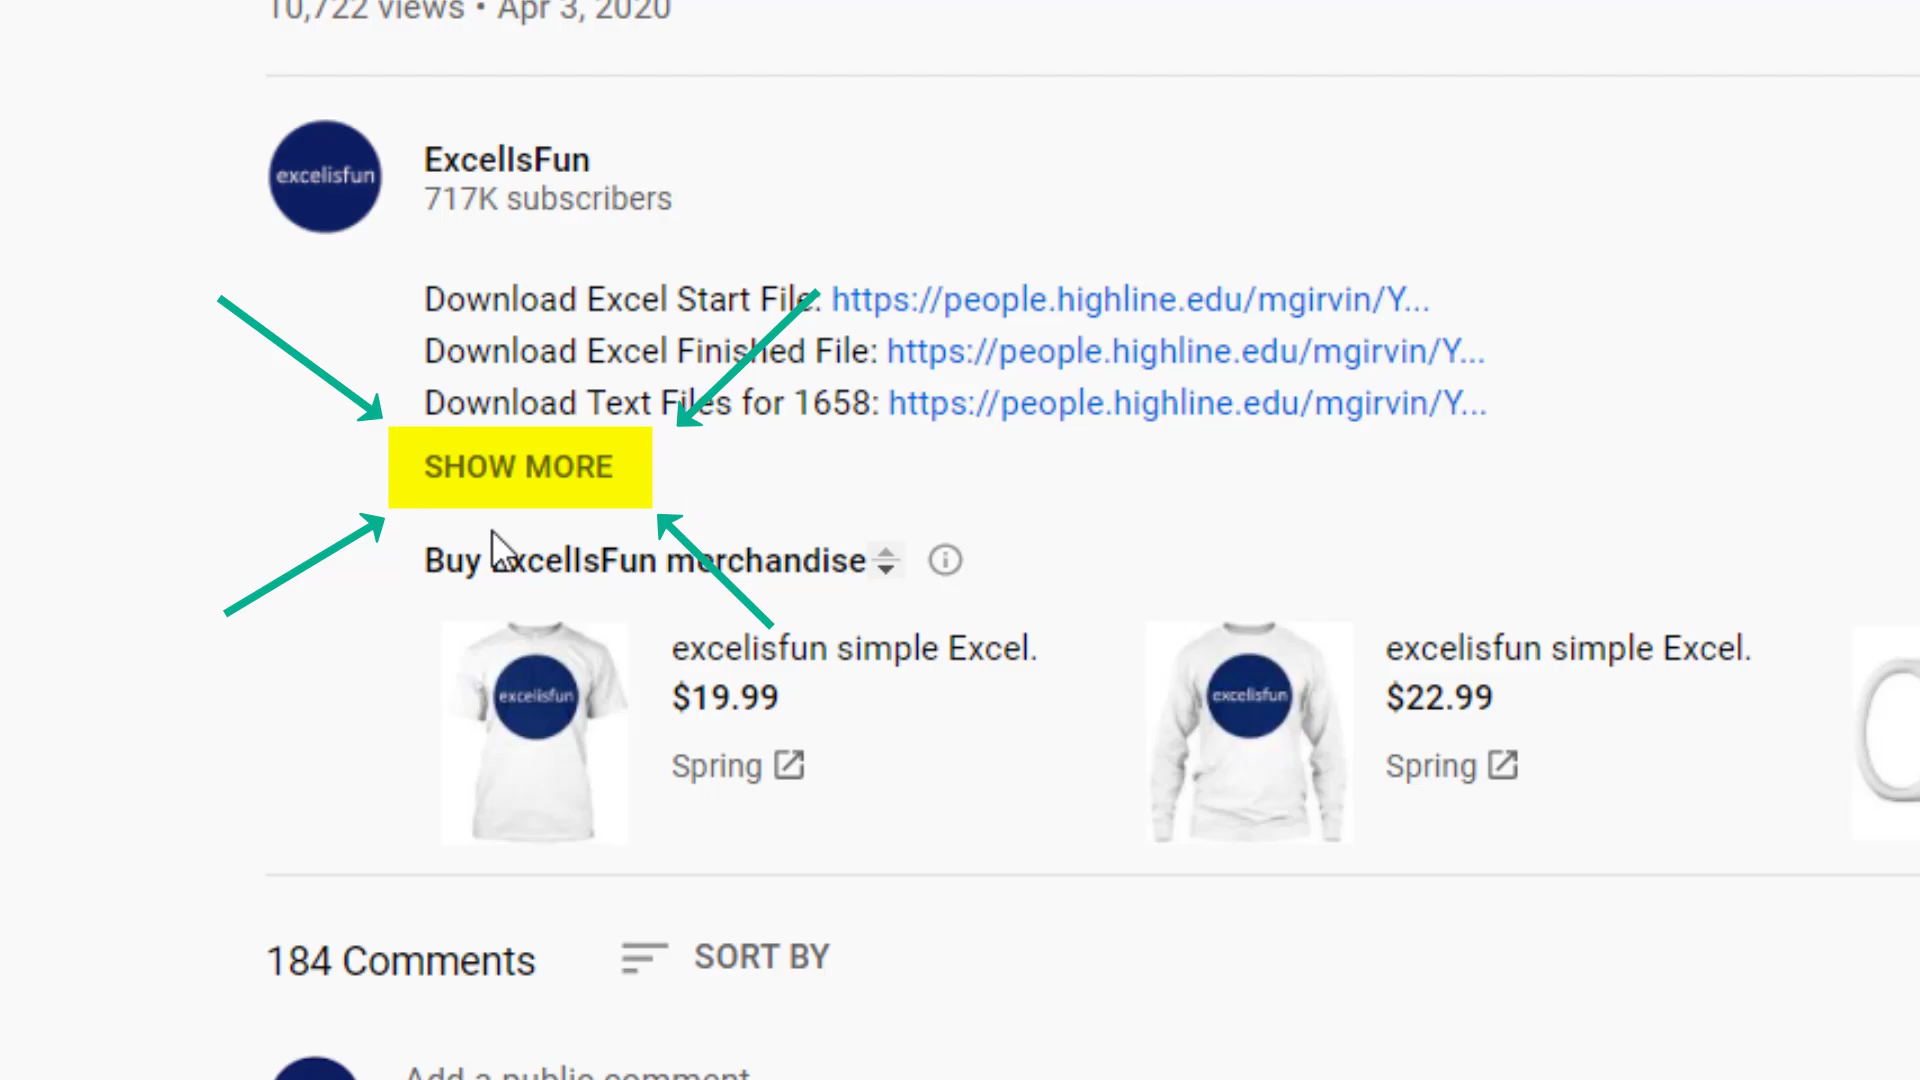 10,722 views • Apr 3, 2020
excelisfun
ExcelIsFun
717K subscribers
Download Excel Start File: https://people.highline.edu/mgirvin/Y...
Download Excel Finished File: https://people.highline.edu/mgirvin/Y...
Download Text Files for 1658: https://people.highline.edu/mgirvin/Y...
SHOW MORE
Buy ExcelIsFun merchandise
excelisfun
excelisfun simple Excel.
$19.99
Spring
excelisfun
excelisfun simple Excel.
$22.99
Spring
184 Comments
SORT BY
Add a public comment